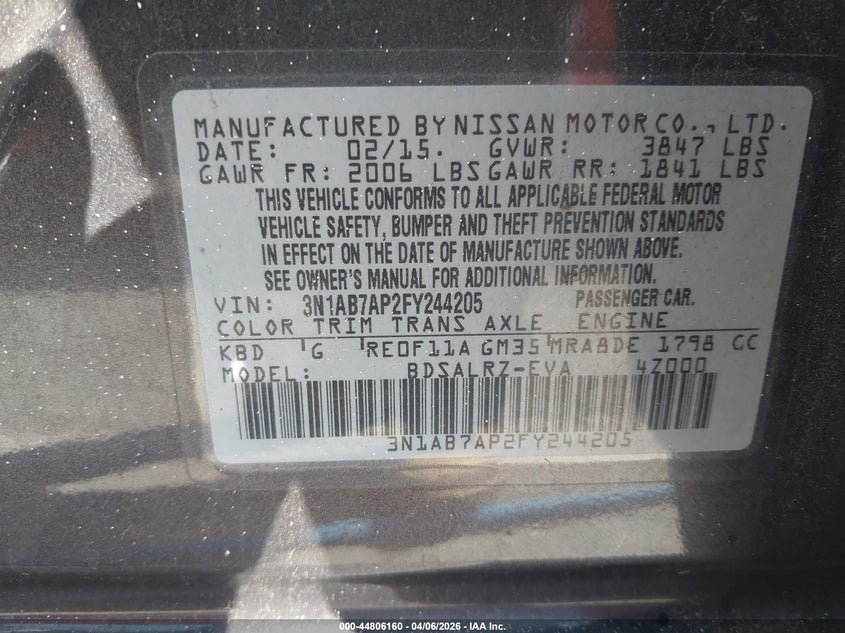 MANUFACTURED BY NISSAN MOTOR CO., LTD.
DATE: 02/15. GVWR: 3847 LBS
GAWR FR: 2006 LBS GAWR RR: 1841 LBS
THIS VEHICLE CONFORMS TO ALL APPLICABLE FEDERAL MOTOR
VEHICLE SAFETY, BUMPER AND THEFT PREVENTION STANDARDS
IN EFFECT ON THE DATE OF MANUFACTURE SHOWN ABOVE.
SEE OWNER'S MANUAL FOR ADDITIONAL INFORMATION.
VIN: 3N1AB7AP2FY244205 PASSENGER CAR.
COLOR TRIM TRANS AXLE ENGINE
KBD G RE0F11A GM35 MRA8DE 1798 CC
MODEL: BDSALRZ-EVA 4Z000
3N1AB7AP2FY244205
000-44806160 - 04/06/2026 - IAA Inc.